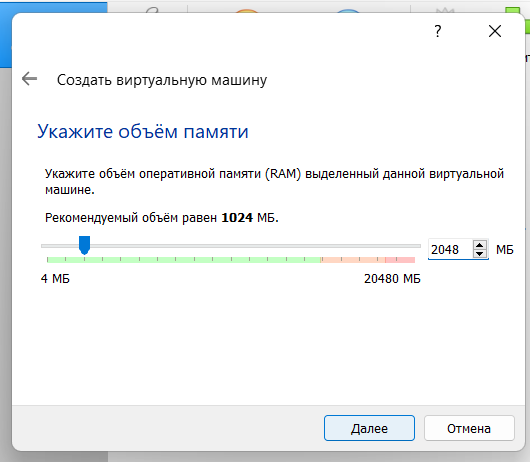 ?
Создать виртуальную машину
Укажите объём памяти
Укажите объём оперативной памяти (RAM) выделенный данной виртуальной
машине.
Рекомендуемый объём равен 1024 МБ.
2048 МБ
4 МБ 20480 МБ
Далее Отмена